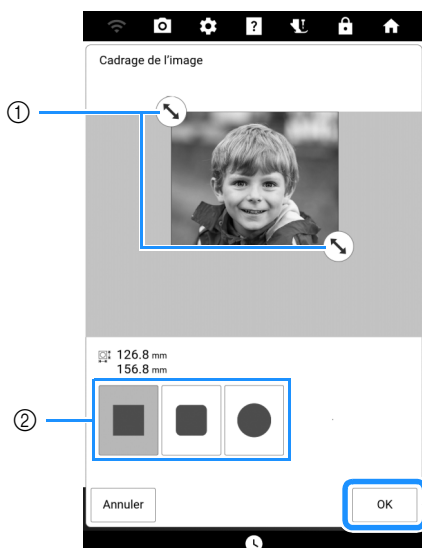 ?
Cadrage de l'image
①
126.8 mm
156.8 mm
②
Annuler
OK